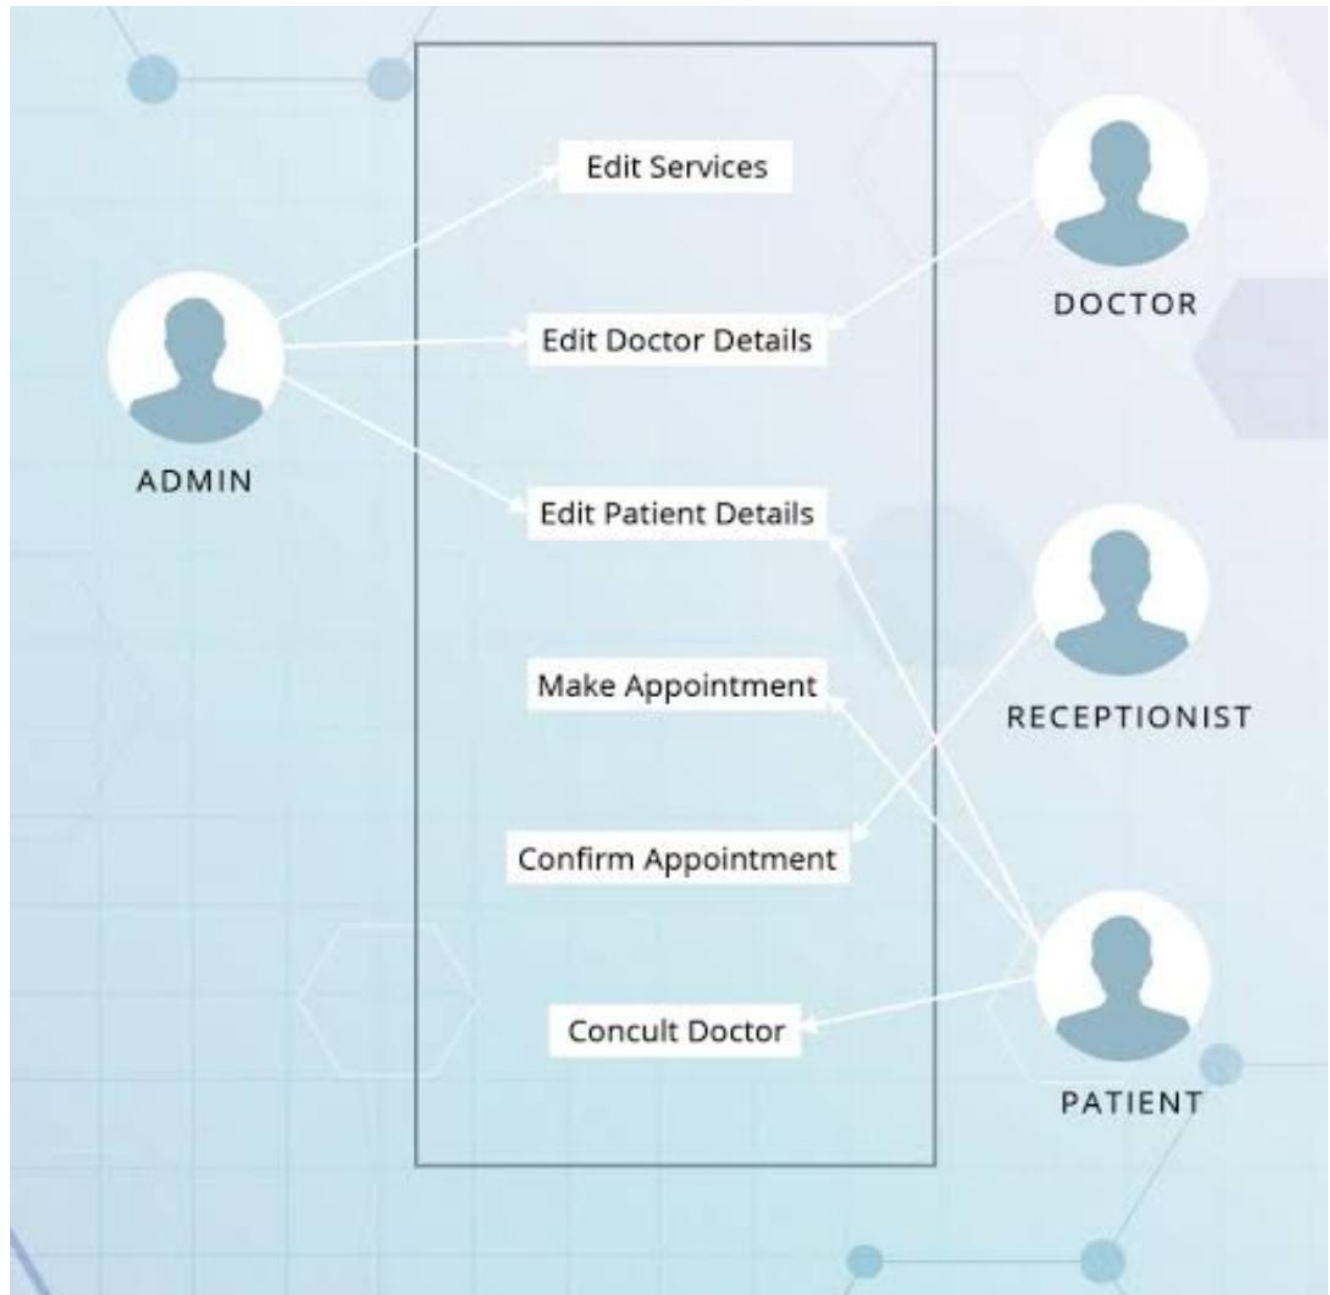 Edit Services
DOCTOR
Edit Doctor Details
ADMIN
Edit Patient Details
Make Appointment
RECEPTIONIST
Confirm Appointment
Concult Doctor
PATIENT